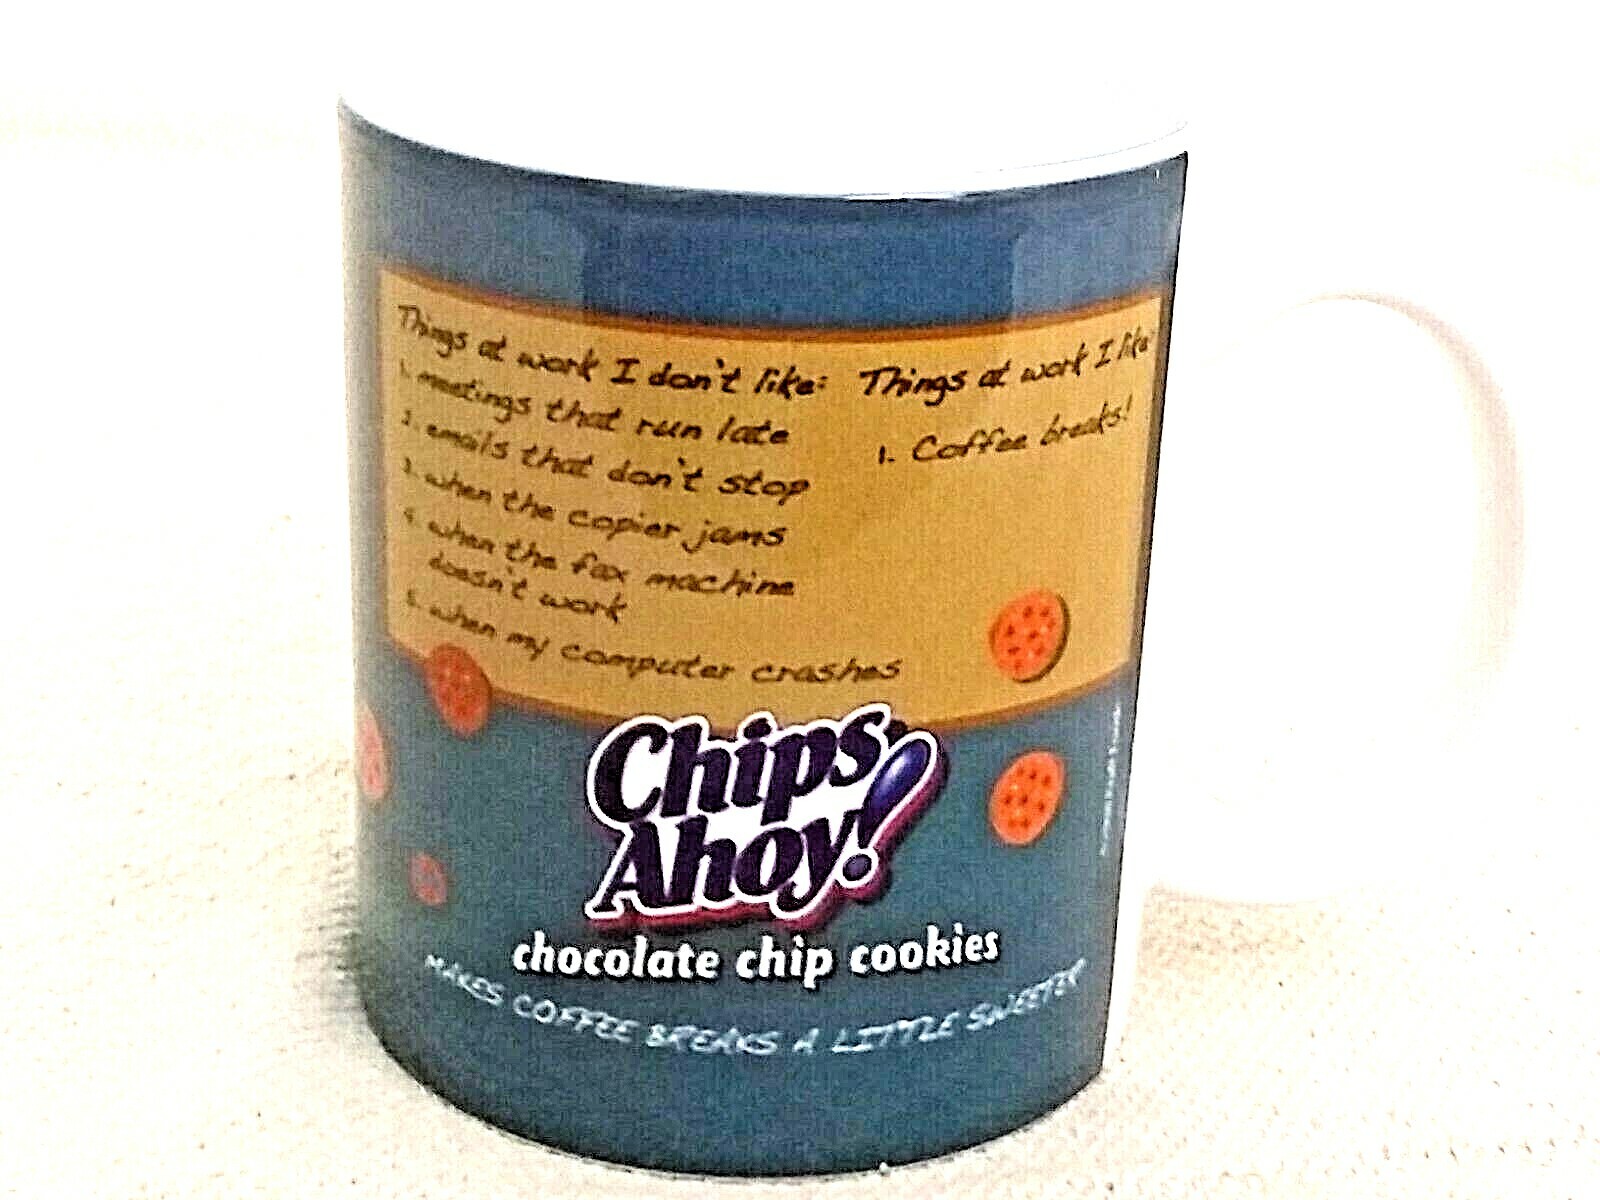 Things at work I don't like:
1. meetings that run late
2. emails that don't stop
3. when the copier jams
4. when the fax machine
doesn't work
5. when my computer crashes
Things at work I like:
1. Coffee breaks!
Chips
Ahoy!
chocolate chip cookies
MAKES COFFEE BREAKS A LITTLE SWEETER